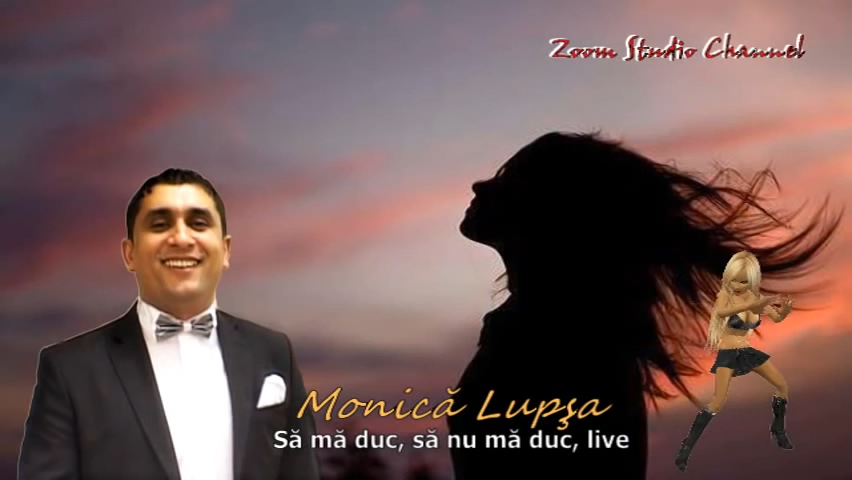 Zoom Studio Channel
Monică Lupşa
Să mă duc, să nu mă duc, live